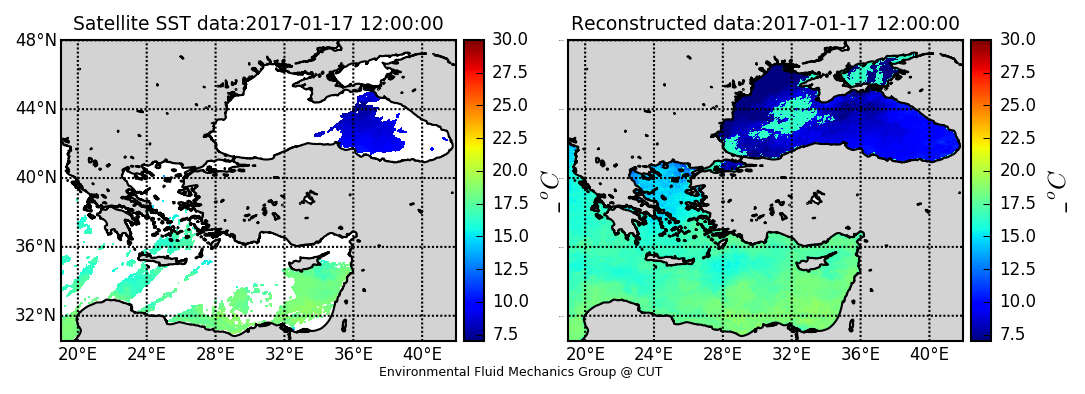 Satellite SST data:2017-01-17 12:00:00
48°N
44°N
40°N
36°N
32°N
20°E 24°E 28°E 32°E 36°E 40°E
30.0
27.5
25.0
22.5
20.0
17.5
15.0
12.5
10.0
7.5
_ °C
Reconstructed data:2017-01-17 12:00:00
20°E 24°E 28°E 32°E 36°E 40°E
30.0
27.5
25.0
22.5
20.0
17.5
15.0
12.5
10.0
7.5
_ °C
Environmental Fluid Mechanics Group @ CUT